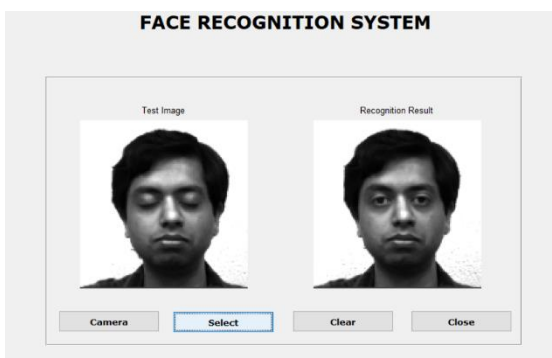 FACE RECOGNITION SYSTEM
Test Image
Recognition Result
Camera
Select
Clear
Close